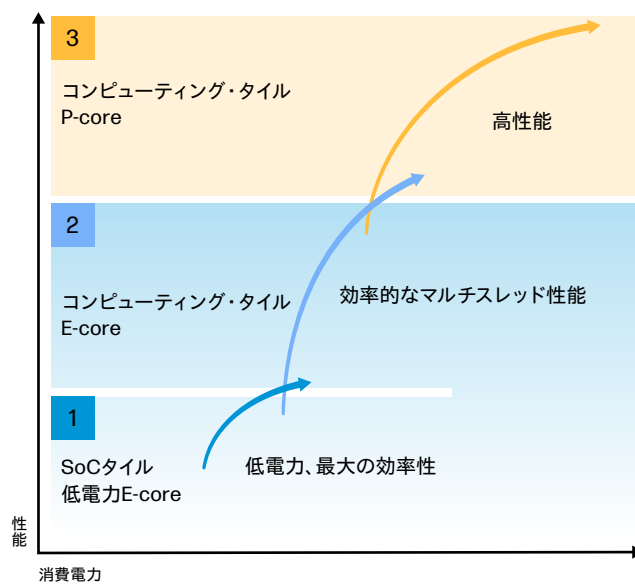 3
コンピューティング・タイル
P-core
高性能
2
コンピューティング・タイル
E-core
効率的なマルチスレッド性能
1
SoCタイル
低電力E-core
低電力、最大の効率性
性能
消費電力